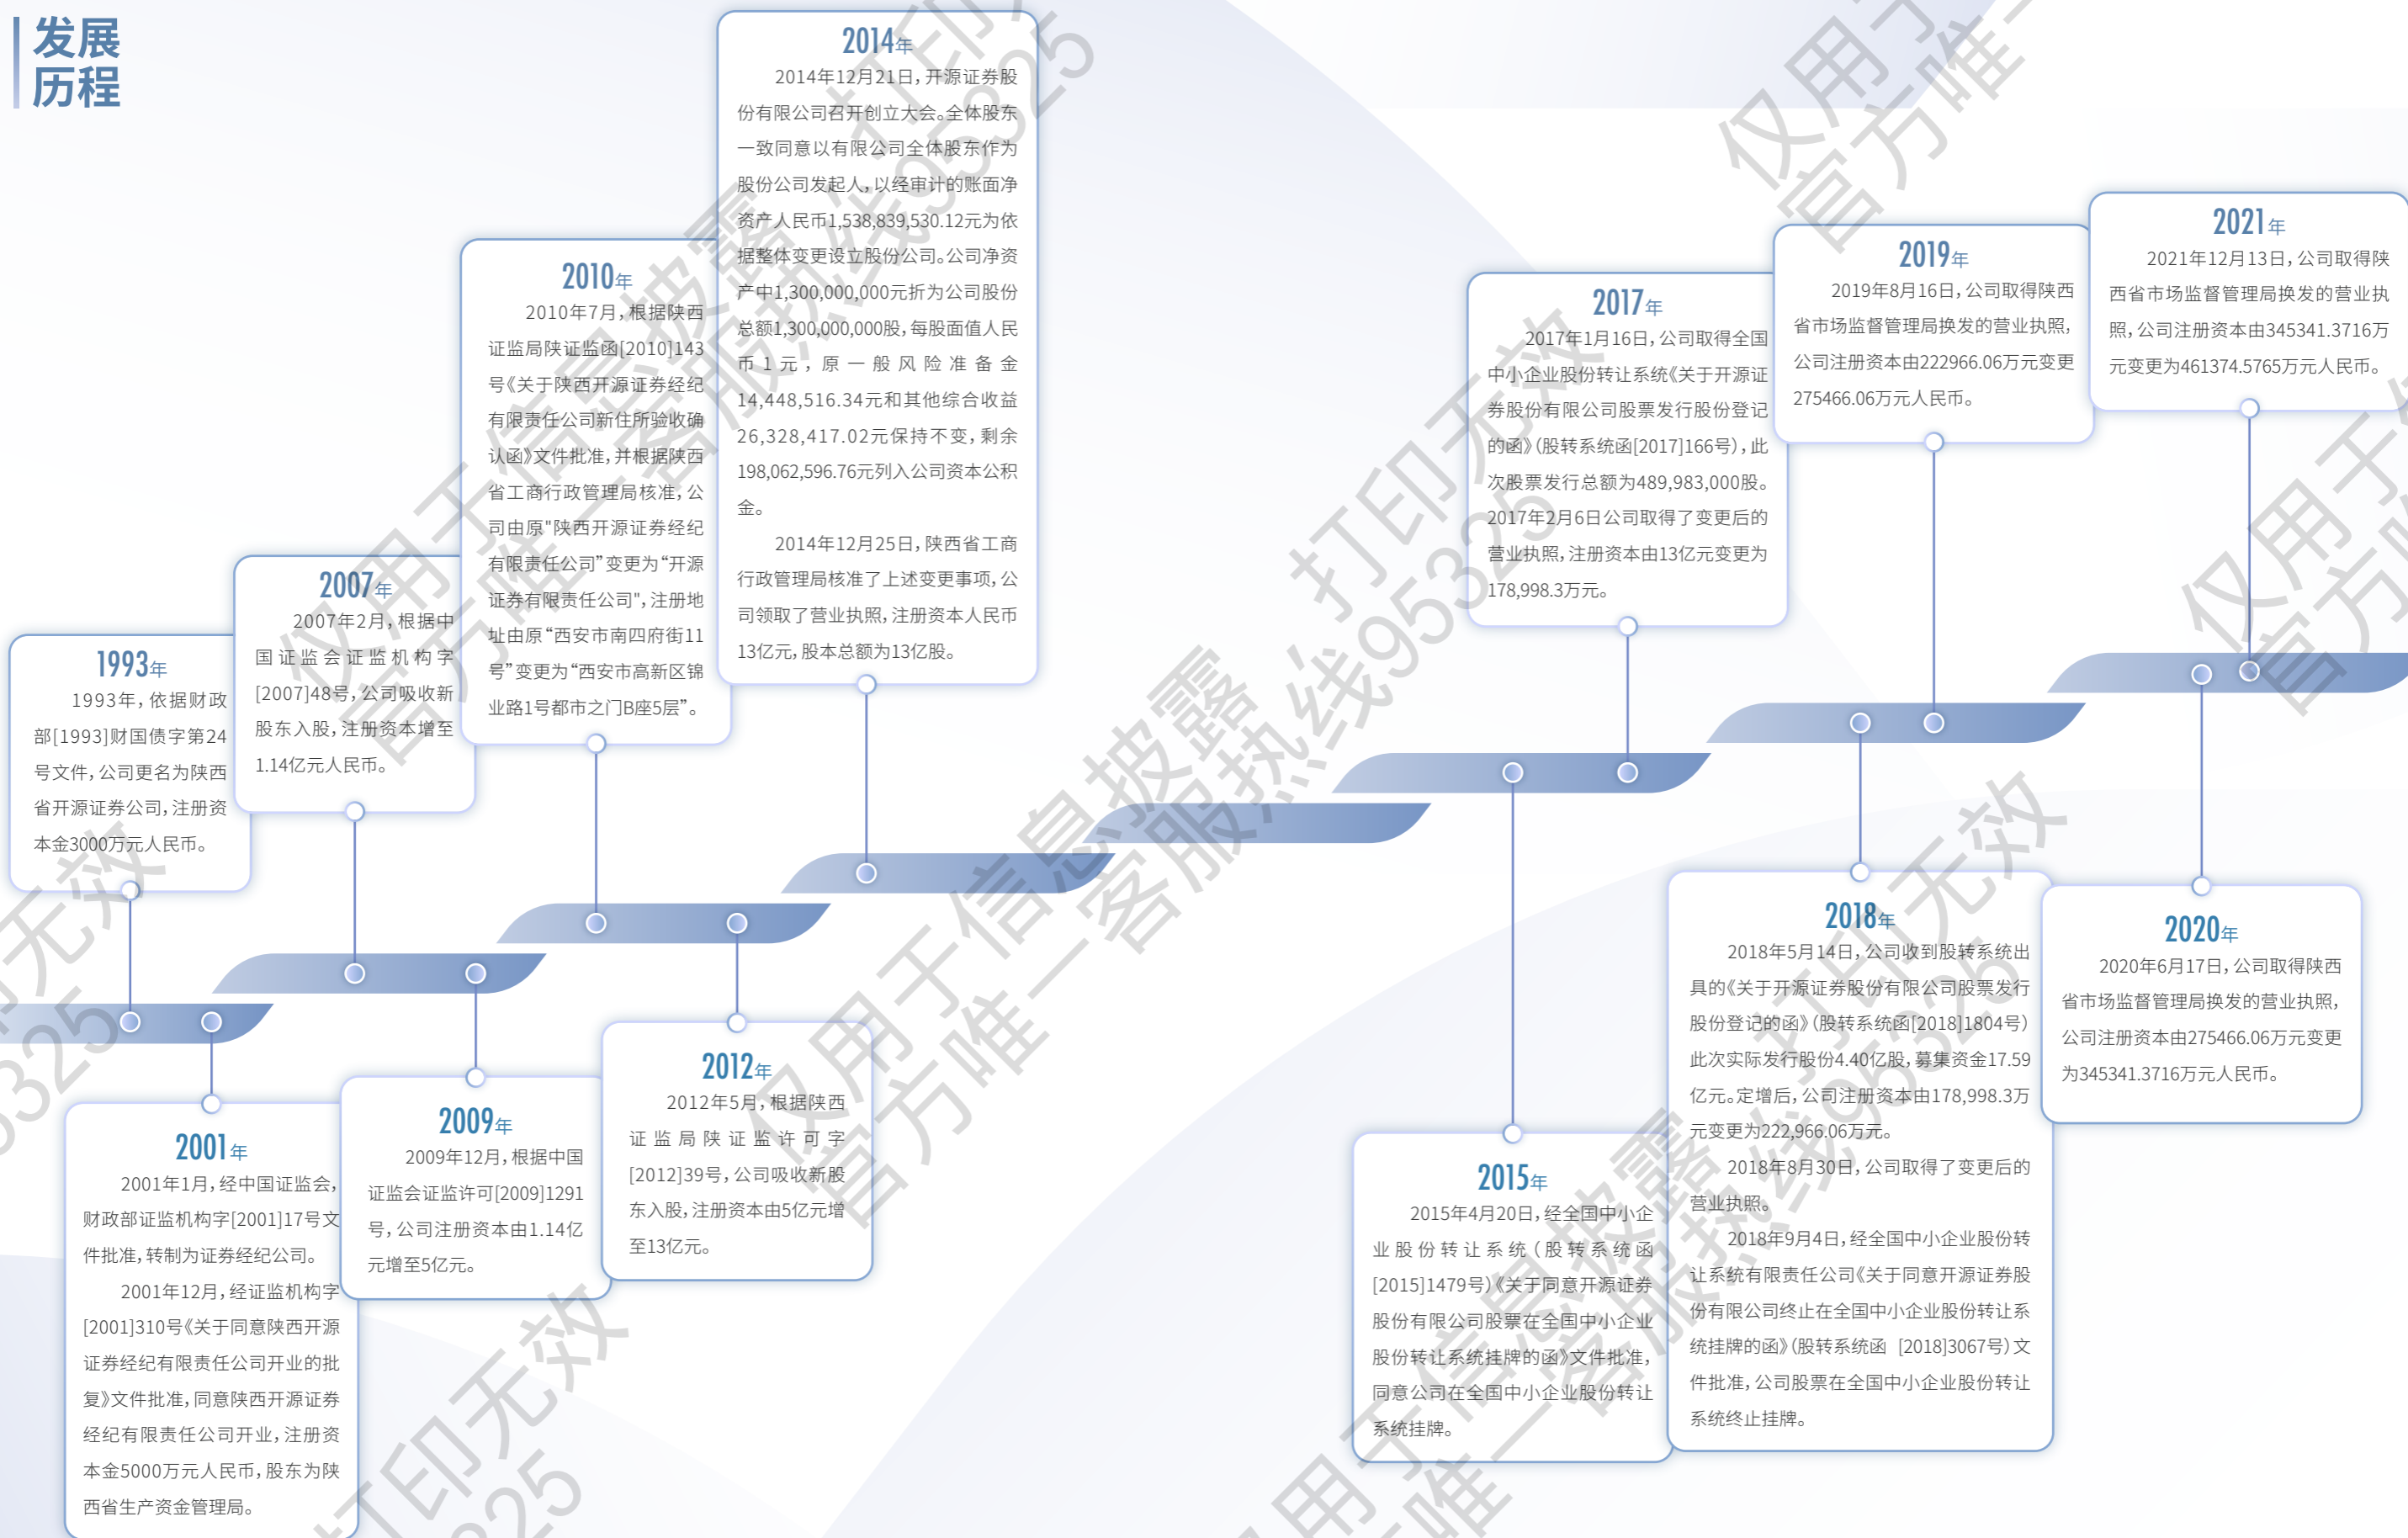 发展
历程
1993年
1993年，依据财政
部[1993]财国债字第24
号文件，公司更名为陕西
省开源证券公司，注册资
本金3000万元人民币。
2001年
2001年1月，经中国证监会，
财政部证监机构字[2001]17号文
件批准，转制为证券经纪公司。
2001年12月，经证监机构字
[2001]310号《关于同意陕西开源
证券经纪有限责任公司开业的批
复》文件批准，同意陕西开源证券
经纪有限责任公司开业，注册资
本金5000万元人民币，股东为陕
西省生产资金管理局。
2007年
2007年2月，根据中
国证监会证监机构字
[2007]48号，公司吸收新
股东入股，注册资本增至
1.14亿元人民币。
2009年
2009年12月，根据中国
证监会证监许可[2009]1291
号，公司注册资本由1.14亿
元增至5亿元。
2010年
2010年7月，根据陕西
证监局陕证监函[2010]143
号《关于陕西开源证券经纪
有限责任公司新住所验收确
认函》文件批准，并根据陕西
省工商行政管理局核准，公
司由原"陕西开源证券经纪
有限责任公司”变更为“开源
证券有限责任公司"，注册地
址由原“西安市南四府街11
号”变更为“西安市高新区锦
业路1号都市之门B座5层”。
2012年
2012年5月，根据陕西
证监局陕证监许可字
[2012]39号，公司吸收新股
东入股，注册资本由5亿元增
至13亿元。
2014年
2014年12月21日，开源证券股
份有限公司召开创立大会。全体股东
一致同意以有限公司全体股东作为
股份公司发起人，以经审计的账面净
资产人民币1,538,839,530.12元为依
据整体变更设立股份公司。公司净资
产中1,300,000,000元折为公司股份
总额1,300,000,000股，每股面值人民
币1元，原一般风险准备金
14,448,516.34元和其他综合收益
26,328,417.02元保持不变，剩余
198,062,596.76元列入公司资本公积
金。
2014年12月25日，陕西省工商
行政管理局核准了上述变更事项，公
司领取了营业执照，注册资本人民币
13亿元，股本总额为13亿股。
2015年
2015年4月20日，经全国中小企
业股份转让系统（股转系统函
[2015]1479号）《关于同意开源证券
股份有限公司股票在全国中小企业
股份转让系统挂牌的函》文件批准，
同意公司在全国中小企业股份转让
系统挂牌。
2017年
2017年1月16日，公司取得全国
中小企业股份转让系统《关于开源证
券股份有限公司股票发行股份登记
的函》（股转系统函[2017]166号），此
次股票发行总额为489,983,000股。
2017年2月6日公司取得了变更后的
营业执照，注册资本由13亿元变更为
178,998.3万元。
2018年
2018年5月14日，公司收到股转系统出
具的《关于开源证券股份有限公司股票发行
股份登记的函》（股转系统函[2018]1804号）
此次实际发行股份4.40亿股，募集资金17.59
亿元。定增后，公司注册资本由178,998.3万
元变更为222,966.06万元。
2018年8月30日，公司取得了变更后的
营业执照。
2018年9月4日，经全国中小企业股份转
让系统有限责任公司《关于同意开源证券股
份有限公司终止在全国中小企业股份转让系
统挂牌的函》（股转系统函 [2018]3067号）文
件批准，公司股票在全国中小企业股份转让
系统终止挂牌。
2019年
2019年8月16日，公司取得陕西
省市场监督管理局换发的营业执照，
公司注册资本由222966.06万元变更
275466.06万元人民币。
2020年
2020年6月17日，公司取得陕西
省市场监督管理局换发的营业执照，
公司注册资本由275466.06万元变更
为345341.3716万元人民币。
2021年
2021年12月13日，公司取得陕
西省市场监督管理局换发的营业执
照，公司注册资本由345341.3716万
元变更为461374.5765万元人民币。
仅用于信息披露 打印无效
官方唯一客服热线95325